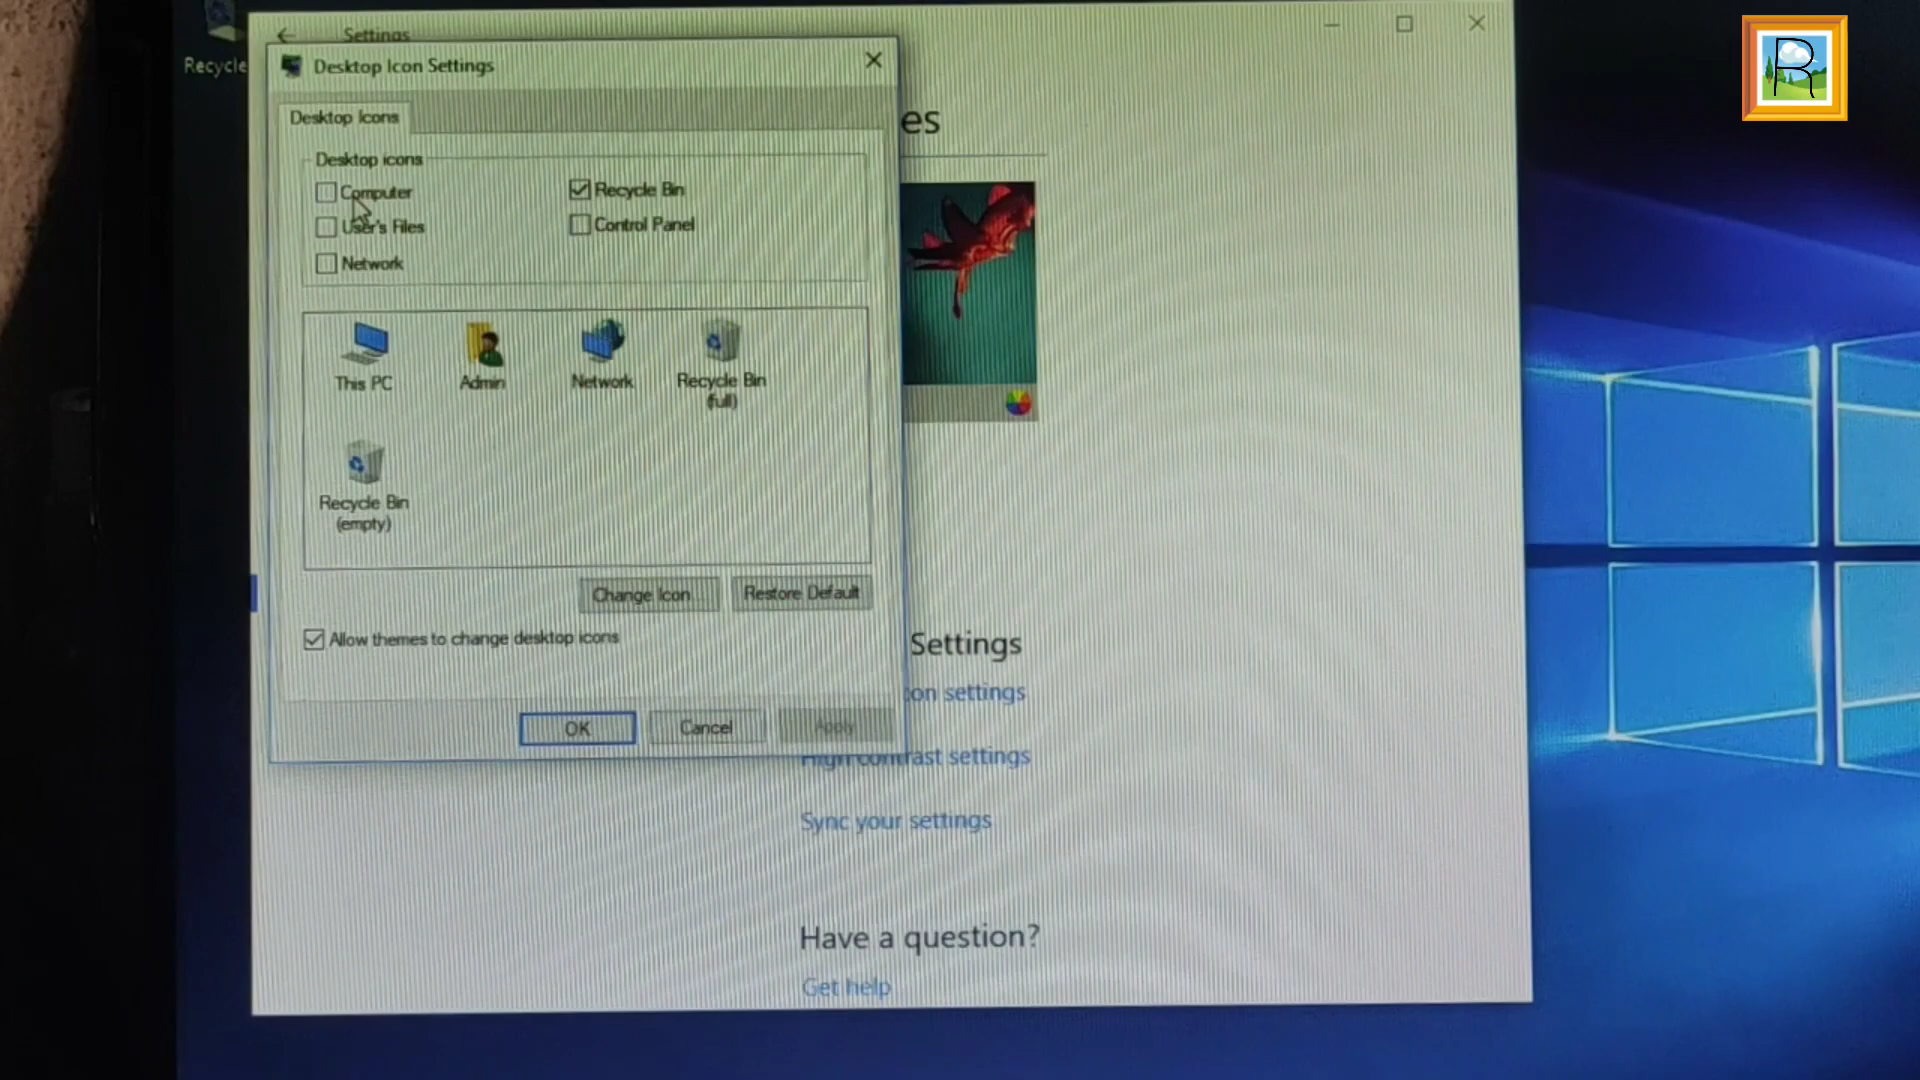 Recycle
Settings
Desktop Icon Settings
Desktop Icons
Desktop icons
Computer
Recycle Bin
User's Files
Control Panel
Network
This PC
Admin
Network
Recycle Bin
(full)
Recycle Bin
(empty)
Change Icon...
Restore Default
Allow themes to change desktop icons
OK
Cancel
Apply
es
Settings
con settings
High contrast settings
Sync your settings
Have a question?
Get help
R